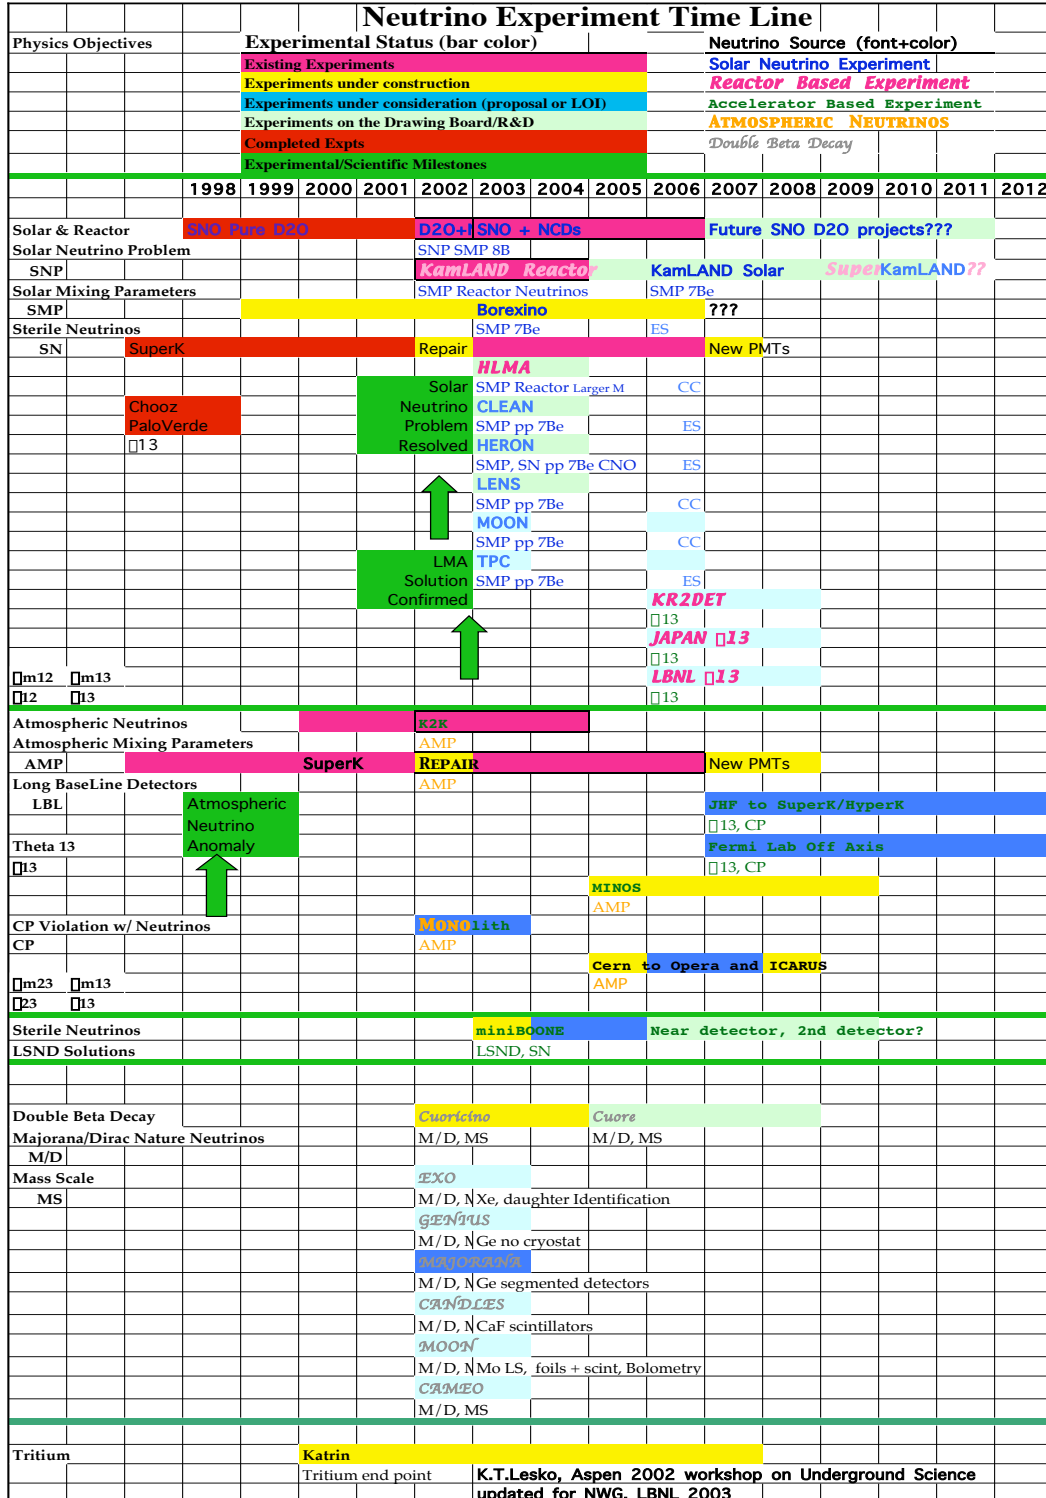 Neutrino Experiment Time Line
Physics Objectives Experimental Status (bar color) Neutrino Source (font+color)
Existing Experiments Solar Neutrino Experiment
Experiments under construction Reactor Based Experiment
Experiments under consideration (proposal or LOI) Accelerator Based Experiment
Experiments on the Drawing Board/R&D ATMOSPHERIC NEUTRINOS
Completed Expts Double Beta Decay
Experimental/Scientific Milestones
1998 1999 2000 2001 2002 2003 2004 2005 2006 2007 2008 2009 2010 2011 2012
Solar & Reactor SNO Pure D2O D2O+ SNO + NCDs Future SNO D2O projects???
Solar Neutrino Problem SNP SMP 8B
SNP KamLAND Reactor KamLAND Solar SuperKamLAND??
Solar Mixing Parameters SMP Reactor Neutrinos SMP 7Be
SMP Borexino ???
Sterile Neutrinos SMP 7Be ES
SN SuperK Repair New PMTs
HLMA
Solar SMP Reactor Larger M CC
Chooz Neutrino CLEAN
PaloVerde Problem SMP pp 7Be ES
▯13 Resolved HERON
SMP, SN pp 7Be CNO ES
LENS
SMP pp 7Be CC
MOON
SMP pp 7Be CC
LMA TPC
Solution SMP pp 7Be ES
Confirmed KR2DET
▯13
JAPAN ▯13
▯13
▯m12 ▯m13 LBNL ▯13
▯12 ▯13 ▯13
Atmospheric Neutrinos K2K
Atmospheric Mixing Parameters AMP
AMP SuperK REPAIR New PMTs
Long BaseLine Detectors AMP
LBL Atmospheric JHF to SuperK/HyperK
Neutrino ▯13, CP
Theta 13 Anomaly Fermi Lab Off Axis
▯13 ▯13, CP
MINOS
AMP
CP Violation w/ Neutrinos MONOlith
CP AMP
Cern to Opera and ICARUS
▯m23 ▯m13 AMP
▯23 ▯13
Sterile Neutrinos miniBOONE Near detector, 2nd detector?
LSND Solutions LSND, SN
Double Beta Decay Cuoricino Cuore
Majorana/Dirac Nature Neutrinos M/D, MS M/D, MS
M/D
Mass Scale EXO
MS M/D, M Xe, daughter Identification
GENIUS
M/D, M Ge no cryostat
MAJORANA
M/D, M Ge segmented detectors
CANDLES
M/D, M CaF scintillators
MOON
M/D, M Mo LS, foils + scint, Bolometry
CAMEO
M/D, MS
Tritium Katrin
Tritium end point K.T.Lesko, Aspen 2002 workshop on Underground Science
updated for NWG, LBNL 2003